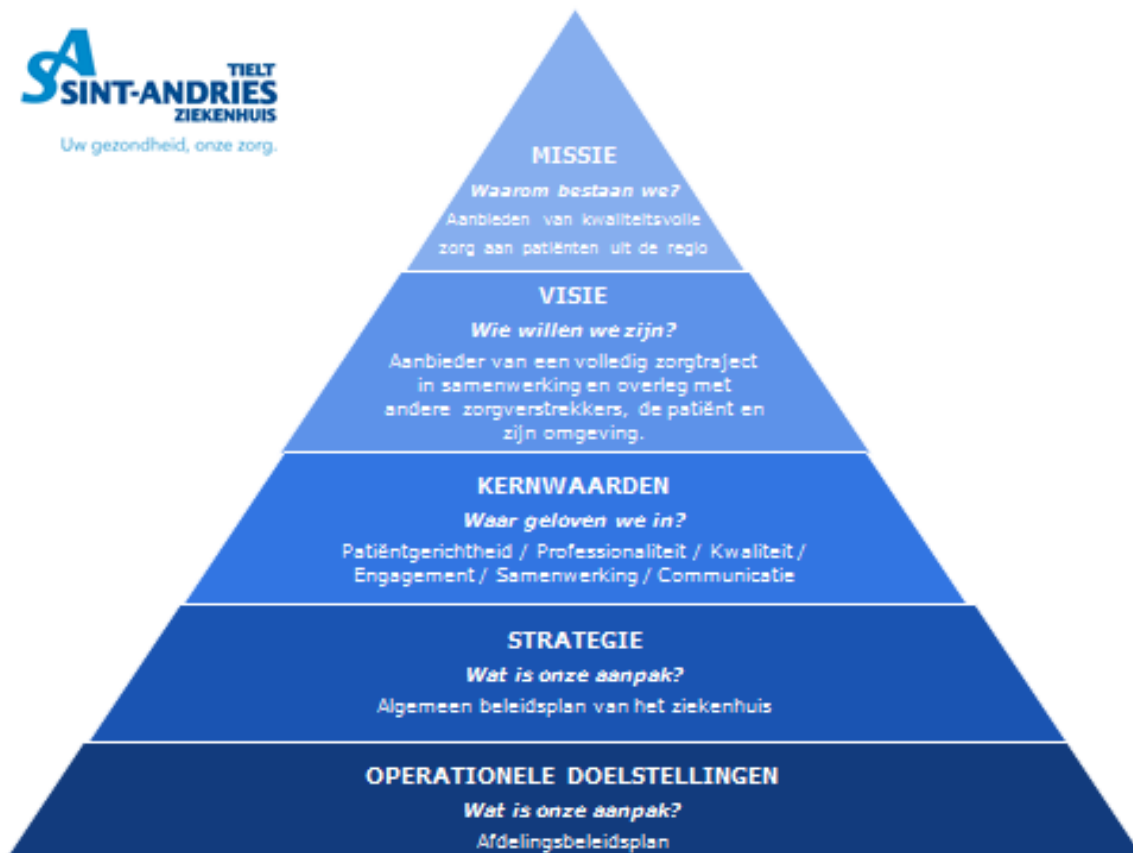 TIELT
SINT-ANDRIES
ZIEKENHUIS
Uw gezondheid, onze zorg.
MISSIE
Waarom bestaan we?
Aanbieden van kwaliteitsvolle
zorg aan patiënten uit de regio
VISIE
Wie willen we zijn?
Aanbieder van een volledig zorgtraject
in samenwerking en overleg met
andere zorgverstrekkers, de patiënt en
zijn omgeving.
KERNWAARDEN
Waar geloven we in?
Patiëntgerichtheid / Professionaliteit / Kwaliteit /
Engagement / Samenwerking / Communicatie
STRATEGIE
Wat is onze aanpak?
Algemeen beleidsplan van het ziekenhuis
OPERATIONELE DOELSTELLINGEN
Wat is onze aanpak?
Afdelingsbeleidsplan